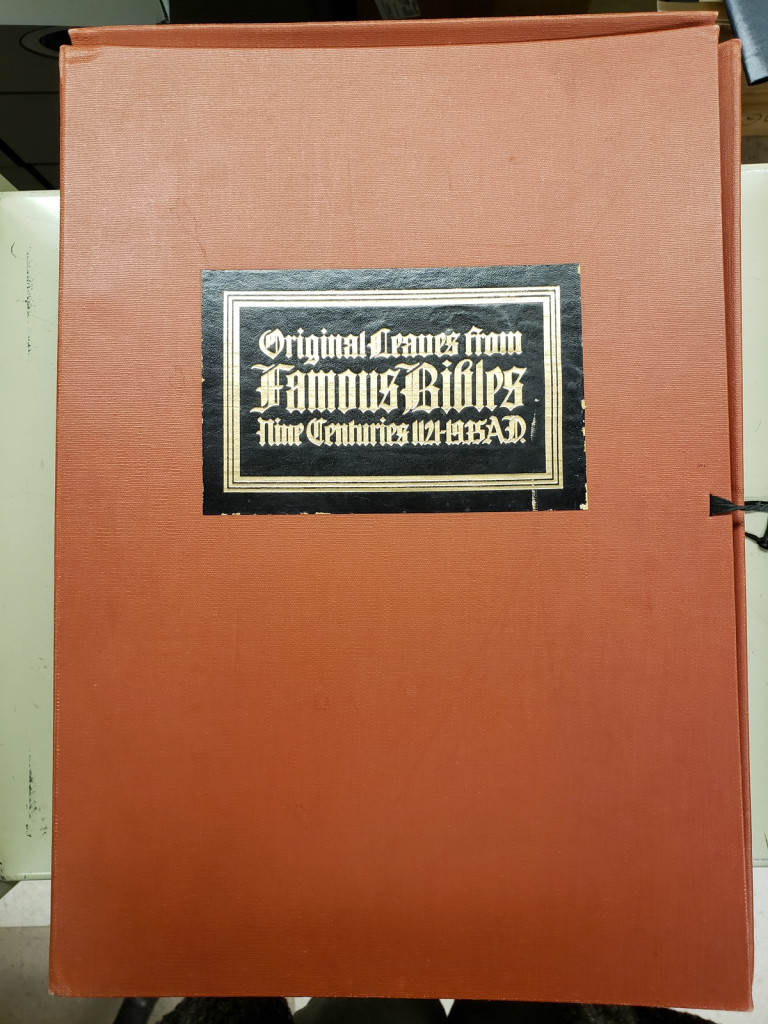 Original Leaves from
Famous Bibles
Nine Centuries 1121-1935 A.D.